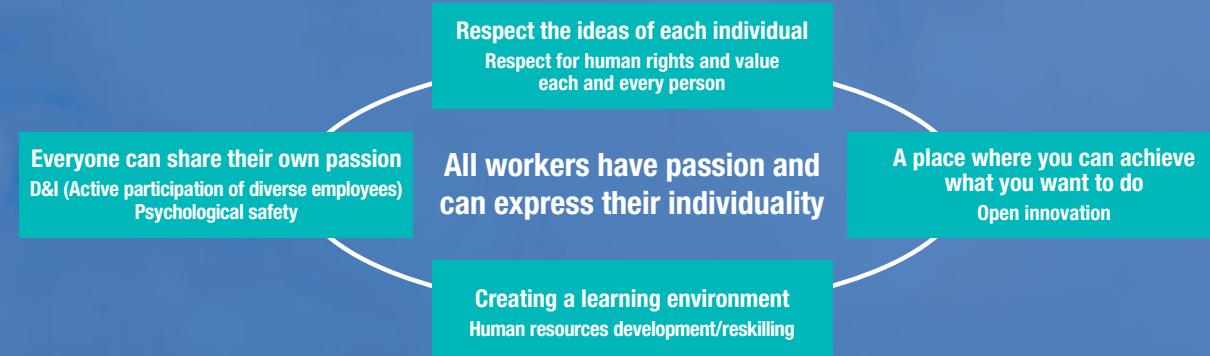 Respect the ideas of each individual
Respect for human rights and value
each and every person
Everyone can share their own passion
D&I (Active participation of diverse employees)
Psychological safety
All workers have passion and
can express their individuality
A place where you can achieve
what you want to do
Open innovation
Creating a learning environment
Human resources development/reskilling